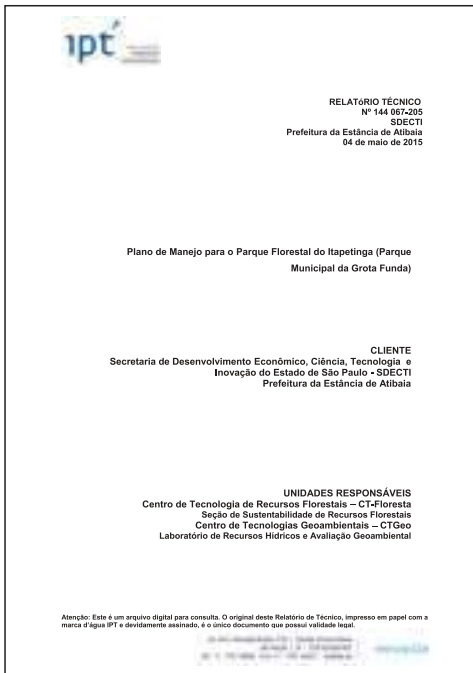 ipt
RELATóRIO TÉCNICO
Nº 144 067-205
SDECTI
Prefeitura da Estância de Atibaia
04 de maio de 2015
Plano de Manejo para o Parque Florestal do Itapetinga (Parque
Municipal da Grota Funda)
CLIENTE
Secretaria de Desenvolvimento Econômico, Ciência, Tecnologia e
Inovação do Estado de São Paulo - SDECTI
Prefeitura da Estância de Atibaia
UNIDADES RESPONSÁVEIS
Centro de Tecnologia de Recursos Florestais – CT-Floresta
Seção de Sustentabilidade de Recursos Florestais
Centro de Tecnologias Geoambientais – CTGeo
Laboratório de Recursos Hídricos e Avaliação Geoambiental
Atenção: Este é um arquivo digital para consulta. O original deste Relatório de Técnico, impresso em papel com a
marca d'água IPT e devidamente assinado, é o único documento que possui validade legal.